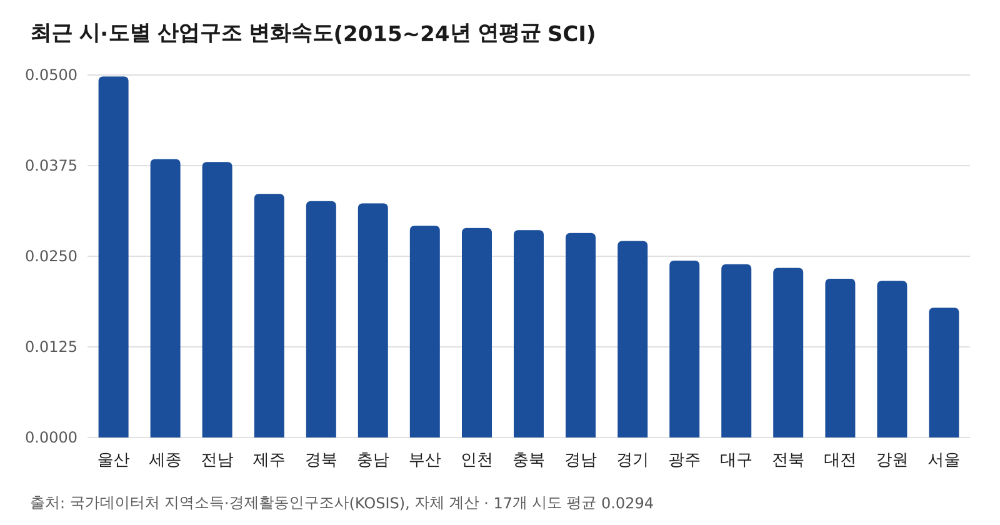 최근 시·도별 산업구조 변화속도(2015~24년 연평균 SCI)
0.0500
0.0375
0.0250
0.0125
0.0000
울산 세종 전남 제주 경북 충남 부산 인천 충북 경남 경기 광주 대구 전북 대전 강원 서울
출처: 국가데이터처 지역소득·경제활동인구조사(KOSIS), 자체 계산 · 17개 시도 평균 0.0294